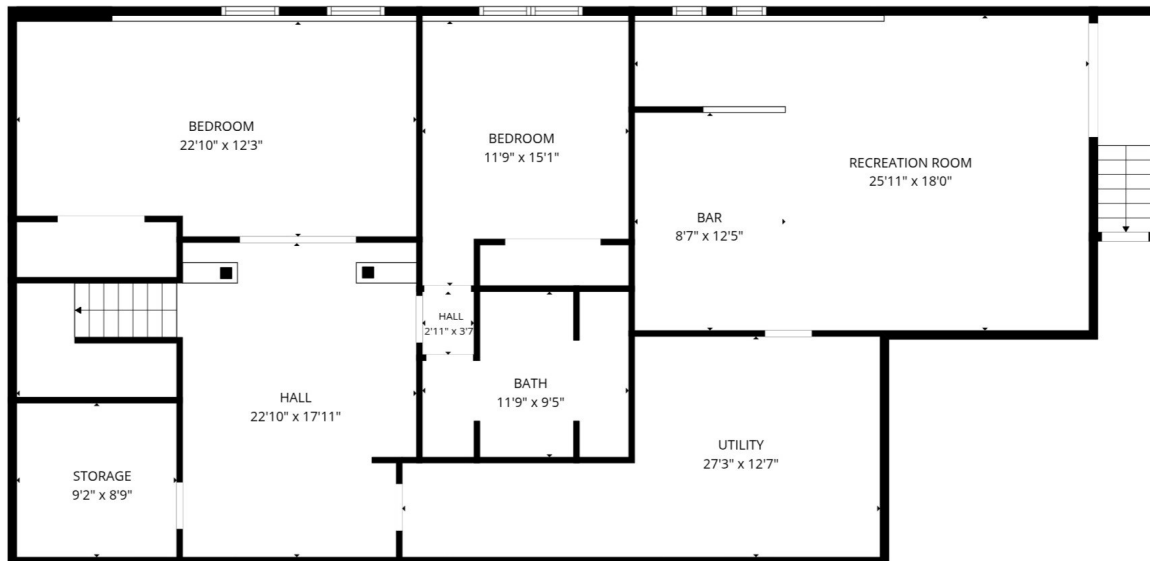 BEDROOM
22'10" x 12'3"
BEDROOM
11'9" x 15'1"
RECREATION ROOM
25'11" x 18'0"
BAR
8'7" x 12'5"
HALL
2'11" x 3'7
BATH
11'9" x 9'5"
HALL
22'10" x 17'11"
UTILITY
27'3" x 12'7"
STORAGE
9'2" x 8'9"